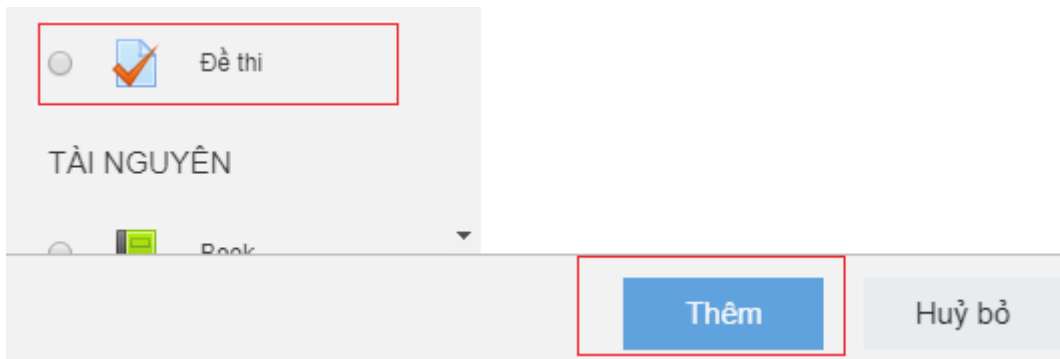 Đề thi
TÀI NGUYÊN
Book
Thêm
Huỷ bỏ